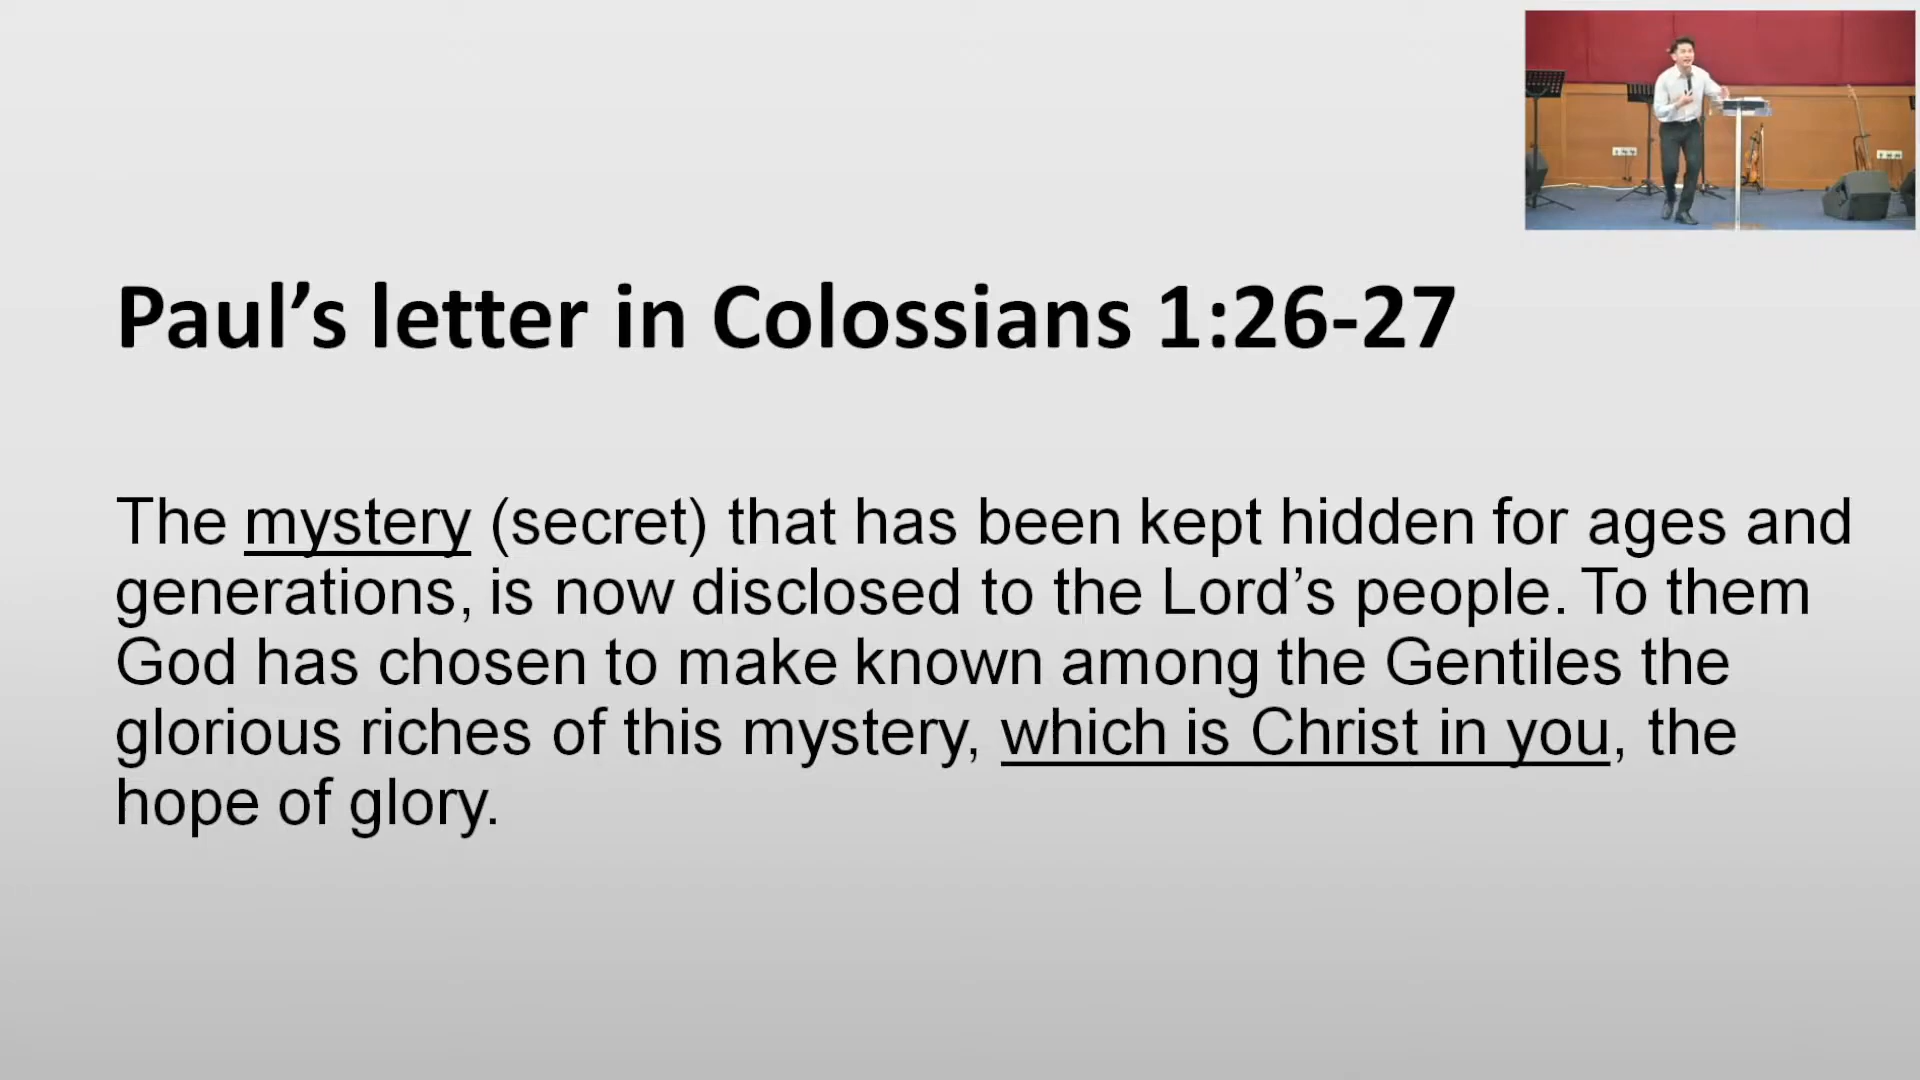 Paul’s letter in Colossians 1:26-27
The mystery (secret) that has been kept hidden for ages and
generations, is now disclosed to the Lord’s people. To them
God has chosen to make known among the Gentiles the
glorious riches of this mystery, which is Christ in you, the
hope of glory.